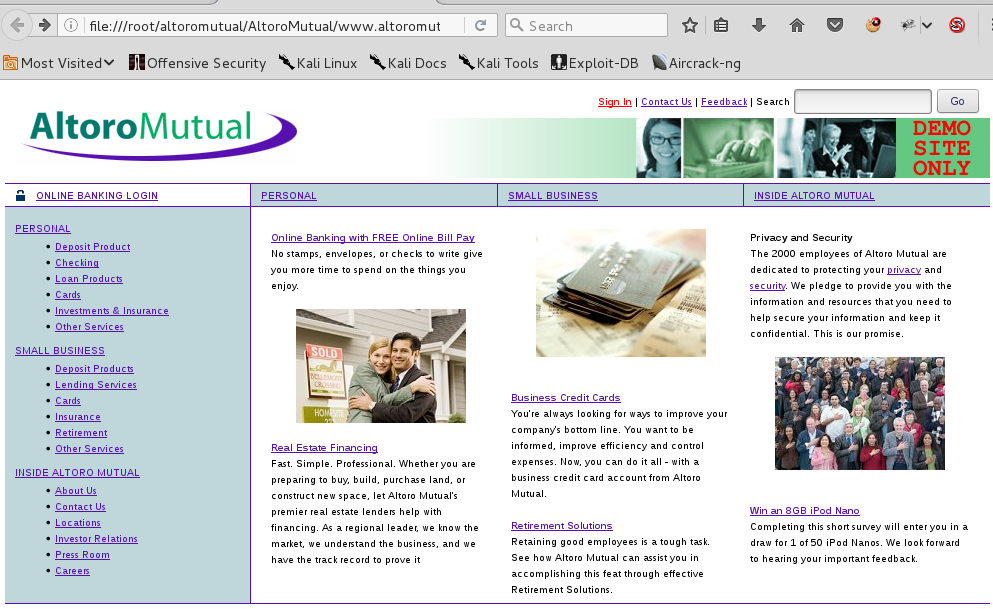 file:///root/altoromutual/AltoroMutual/www.altoromut
Search
Most Visited
Offensive Security
Kali Linux
Kali Docs
Kali Tools
Exploit-DB
Aircrack-ng
Sign In | Contact Us | Feedback | Search
Go
AltoroMutual
DEMO
SITE
ONLY
ONLINE BANKING LOGIN
PERSONAL
SMALL BUSINESS
INSIDE ALTORO MUTUAL
PERSONAL
Deposit Product
Checking
Loan Products
Cards
Investments & Insurance
Other Services
SMALL BUSINESS
Deposit Products
Lending Services
Cards
Insurance
Retirement
Other Services
INSIDE ALTORO MUTUAL
About Us
Contact Us
Locations
Investor Relations
Press Room
Careers
Online Banking with FREE Online Bill Pay
No stamps, envelopes, or checks to write give
you more time to spend on the things you
enjoy.
SOLD
Real Estate Financing
Fast. Simple. Professional. Whether you are
preparing to buy, build, purchase land, or
construct new space, let Altoro Mutual's
premier real estate lenders help with
financing. As a regional leader, we know the
market, we understand the business, and we
have the track record to prove it
Business Credit Cards
You're always looking for ways to improve your
company's bottom line. You want to be
informed, improve efficiency and control
expenses. Now, you can do it all - with a
business credit card account from Altoro
Mutual.
Retirement Solutions
Retaining good employees is a tough task.
See how Altoro Mutual can assist you in
accomplishing this feat through effective
Retirement Solutions.
Privacy and Security
The 2000 employees of Altoro Mutual are
dedicated to protecting your privacy and
security. We pledge to provide you with the
information and resources that you need to
help secure your information and keep it
confidential. This is our promise.
Win an 8GB iPod Nano
Completing this short survey will enter you in a
draw for 1 of 50 iPod Nanos. We look forward
to hearing your important feedback.